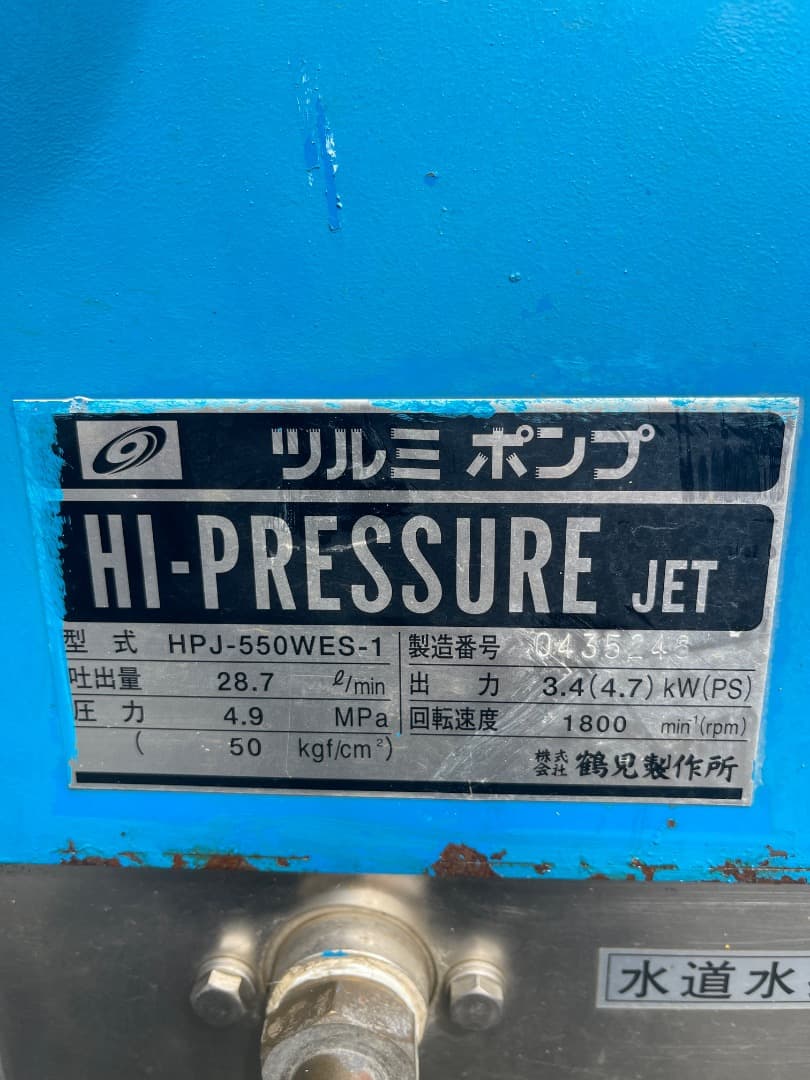 ツルミ ポンプ
HI-PRESSURE JET
型式 HPJ-550WES-1 製造番号
吐出量 28.7 ℓ/min 出力 3.4(4.7) kW(PS)
圧力 4.9 MPa 回転速度 1800 min¹(rpm)
( 50 kgf/cm²) 株式会社 鶴見製作所
水道水